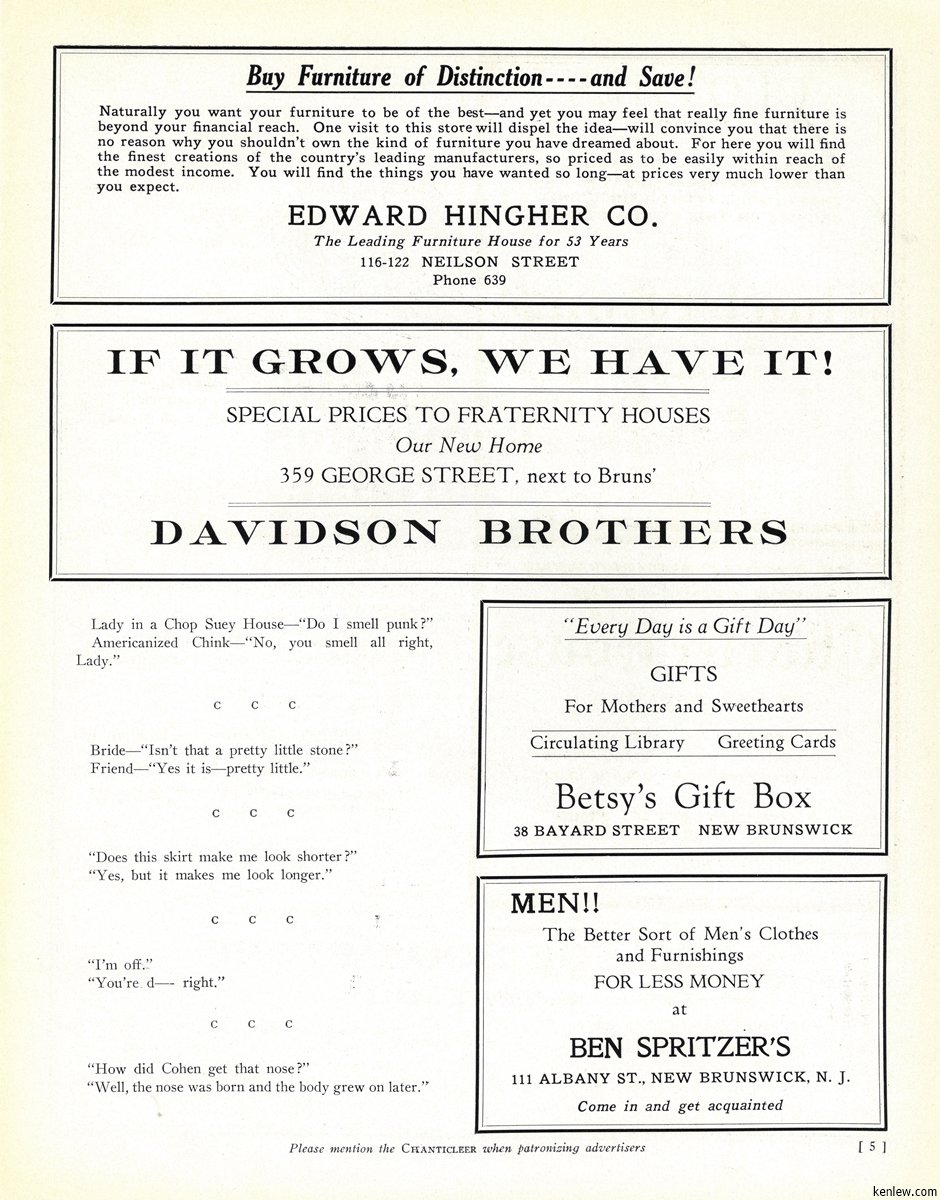 Buy Furniture of Distinction----and Save!
Naturally you want your furniture to be of the best—and yet you may feel that really fine furniture is
beyond your financial reach. One visit to this store will dispel the idea—will convince you that there is
no reason why you shouldn't own the kind of furniture you have dreamed about. For here you will find
the finest creations of the country's leading manufacturers, so priced as to be easily within reach of
the modest income. You will find the things you have wanted so long—at prices very much lower than
you expect.
EDWARD HINGHER CO.
The Leading Furniture House for 53 Years
116-122 NEILSON STREET
Phone 639
IF IT GROWS, WE HAVE IT!
SPECIAL PRICES TO FRATERNITY HOUSES
Our New Home
359 GEORGE STREET, next to Bruns'
DAVIDSON BROTHERS
Lady in a Chop Suey House—"Do I smell punk?"
Americanized Chink—"No, you smell all right,
Lady."
C C C
Bride—"Isn't that a pretty little stone?"
Friend—"Yes it is—pretty little."
C C C
"Does this skirt make me look shorter?"
"Yes, but it makes me look longer."
C C C
"I'm off."
"You're d—- right."
C C C
"How did Cohen get that nose?"
"Well, the nose was born and the body grew on later."
"Every Day is a Gift Day"
GIFTS
For Mothers and Sweethearts
Circulating Library Greeting Cards
Betsy's Gift Box
38 BAYARD STREET NEW BRUNSWICK
MEN!!
The Better Sort of Men's Clothes
and Furnishings
FOR LESS MONEY
at
BEN SPRITZER'S
111 ALBANY ST., NEW BRUNSWICK, N. J.
Come in and get acquainted
Please mention the CHANTICLEER when patronizing advertisers
[ 5 ]
kenlew.com